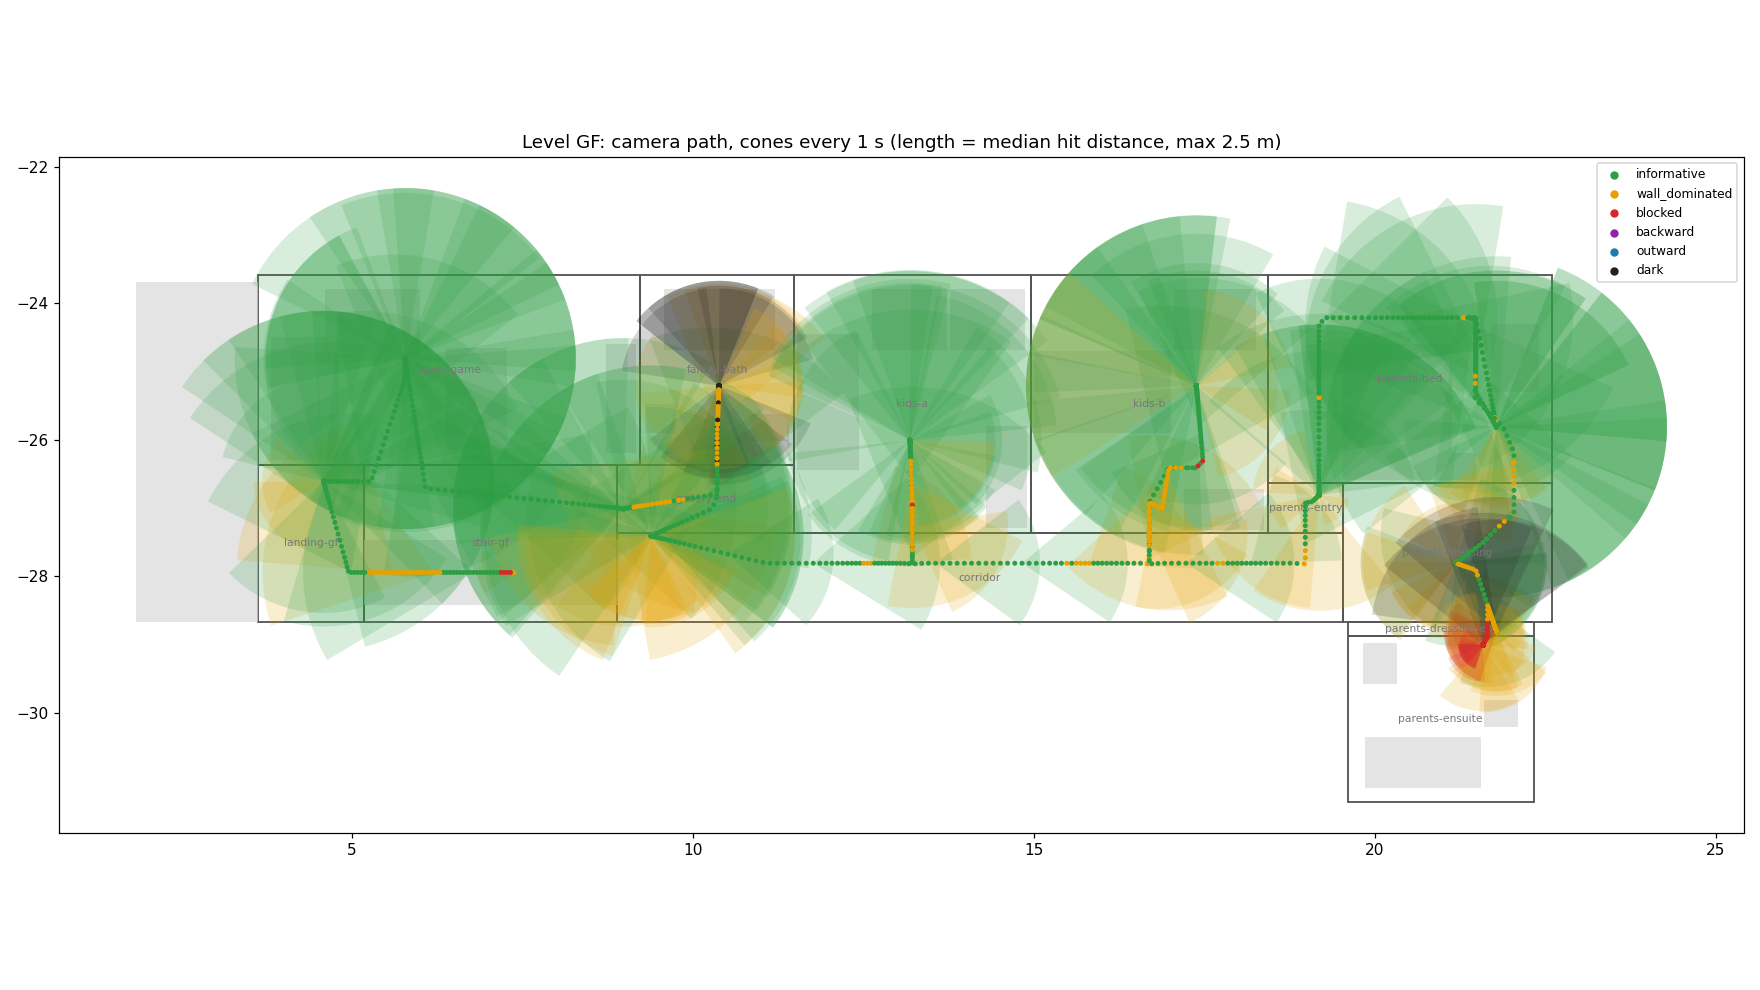 Level GF: camera path, cones every 1 s (length = median hit distance, max 2.5 m)
informative
wall_dominated
blocked
backward
outward
dark
−22
−24
−26
−28
−30
game
bath
kids-a
kids-b
parents-bed
parents-entry
landing-gf
stair-gf
corridor
parents-ensuite
5
10
15
20
25